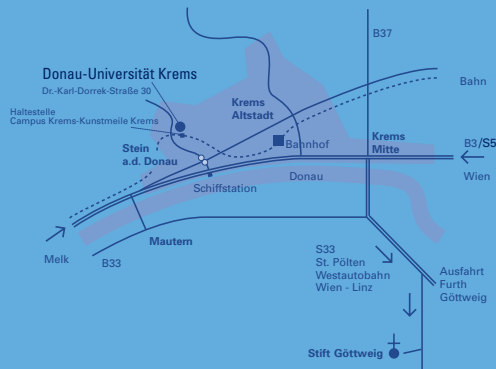 B37
Donau-Universität Krems
Dr.-Karl-Dorrek-Straße 30
Bahn
Haltestelle
Campus Krems-Kunstmeile Krems
Krems
Altstadt
Stein
a.d. Donau
Bahnhof
Krems
Mitte
B3/S5
Wien
Schiffstation
Donau
Mautern
Melk
B33
S33
St. Pölten
Westautobahn
Wien - Linz
Ausfahrt
Furth
Göttweig
Stift Göttweig